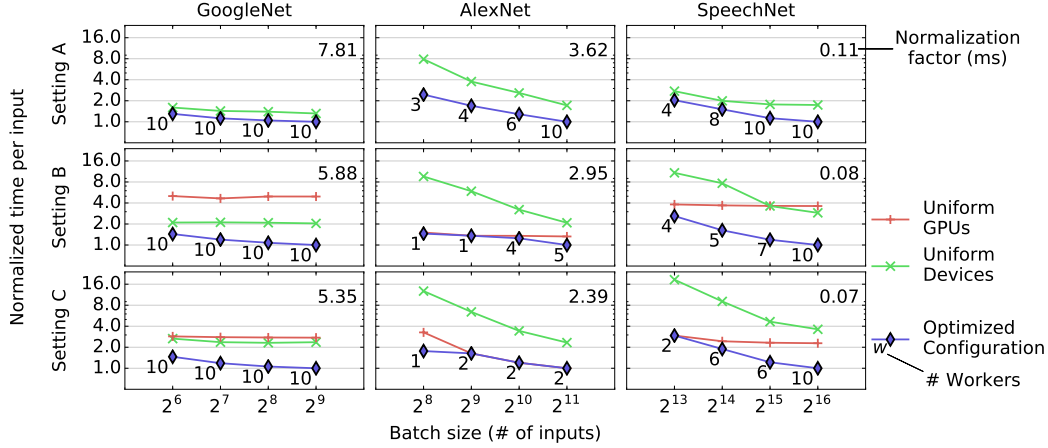 GoogleNet AlexNet SpeechNet
Normalized time per input
Setting A
16.0
8.0
4.0
2.0
1.0
7.81
10 10 10 10
3.62
3 4 6 10
0.11
4 8 10 10
Normalization
factor (ms)
Setting B
16.0
8.0
4.0
2.0
1.0
5.88
10 10 10 10
2.95
1 1 4 5
0.08
4 5 7 10
Setting C
16.0
8.0
4.0
2.0
1.0
5.35
10 10 10 10
2.39
1 2 2 2
0.07
2 6 6 10
Uniform
GPUs
Uniform
Devices
Optimized
Configuration
w
# Workers
2^6 2^7 2^8 2^9 2^8 2^9 2^10 2^11 2^13 2^14 2^15 2^16
Batch size (# of inputs)